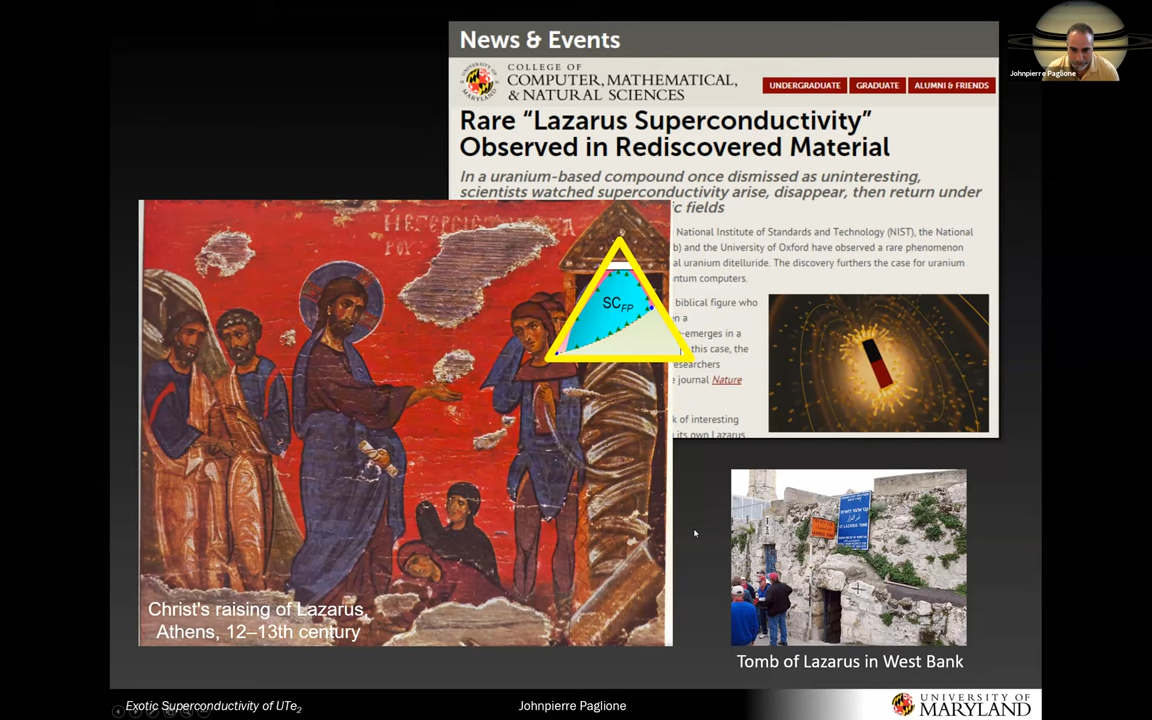 News & Events
COLLEGE OF
COMPUTER, MATHEMATICAL,
& NATURAL SCIENCES
UNDERGRADUATE
GRADUATE
ALUMNI & FRIENDS
Johnpierre Paglione
Rare “Lazarus Superconductivity”
Observed in Rediscovered Material
In a uranium-based compound once dismissed as uninteresting,
scientists watched superconductivity arise, disappear, then return under
ic fields
National Institute of Standards and Technology (NIST), the National
b) and the University of Oxford have observed a rare phenomenon
al uranium ditelluride. The discovery furthers the case for uranium
ntum computers.
biblical figure who
n a
-emerges in a
this case, the
researchers
e journal Nature
k of interesting
its own Lazarus
SC_FP
Christ's raising of Lazarus,
Athens, 12–13th century
Tomb of Lazarus in West Bank
Exotic Superconductivity of UTe₂
Johnpierre Paglione
UNIVERSITY OF
MARYLAND